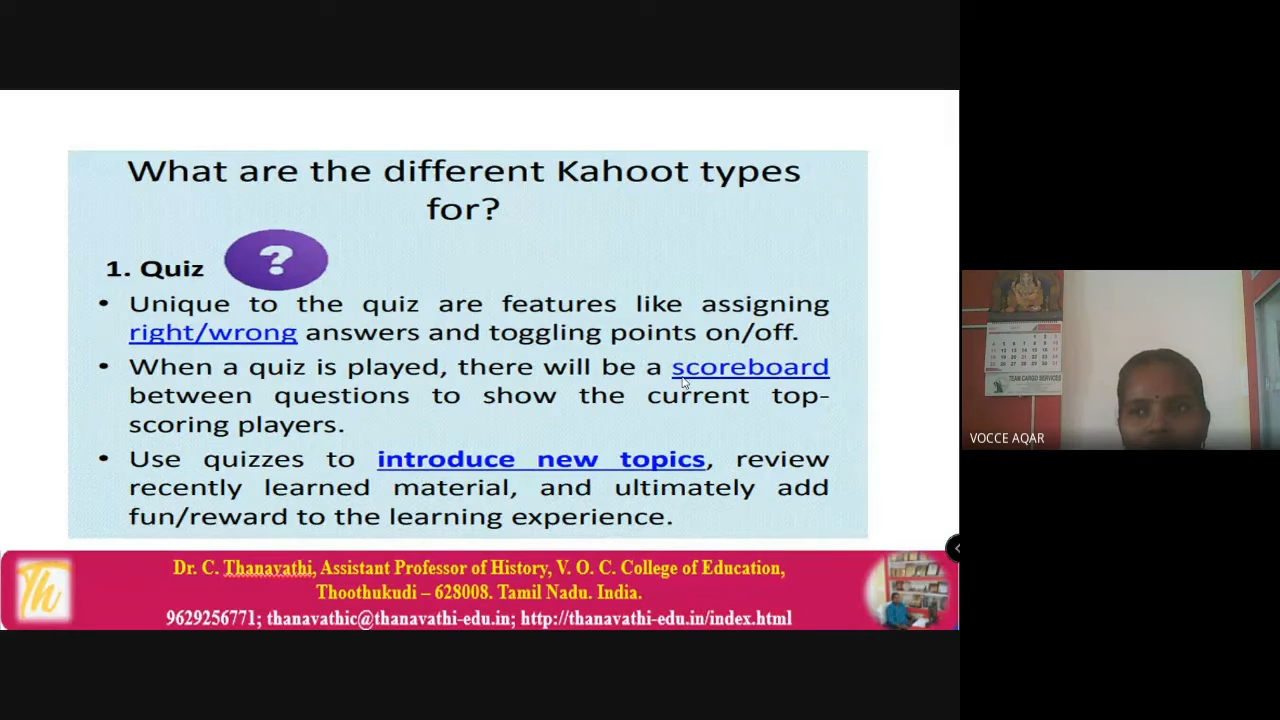 What are the different Kahoot types
for?
1. Quiz
?
• Unique to the quiz are features like assigning
right/wrong answers and toggling points on/off.
• When a quiz is played, there will be a scoreboard
between questions to show the current top-
scoring players.
• Use quizzes to introduce new topics, review
recently learned material, and ultimately add
fun/reward to the learning experience.
Th
Dr. C. Thanavathi, Assistant Professor of History, V. O. C. College of Education,
Thoothukudi – 628008. Tamil Nadu. India.
9629256771; thanavathic@thanavathi-edu.in; http://thanavathi-edu.in/index.html
TEAM CARGO SERVICES
VOCCE AQAR